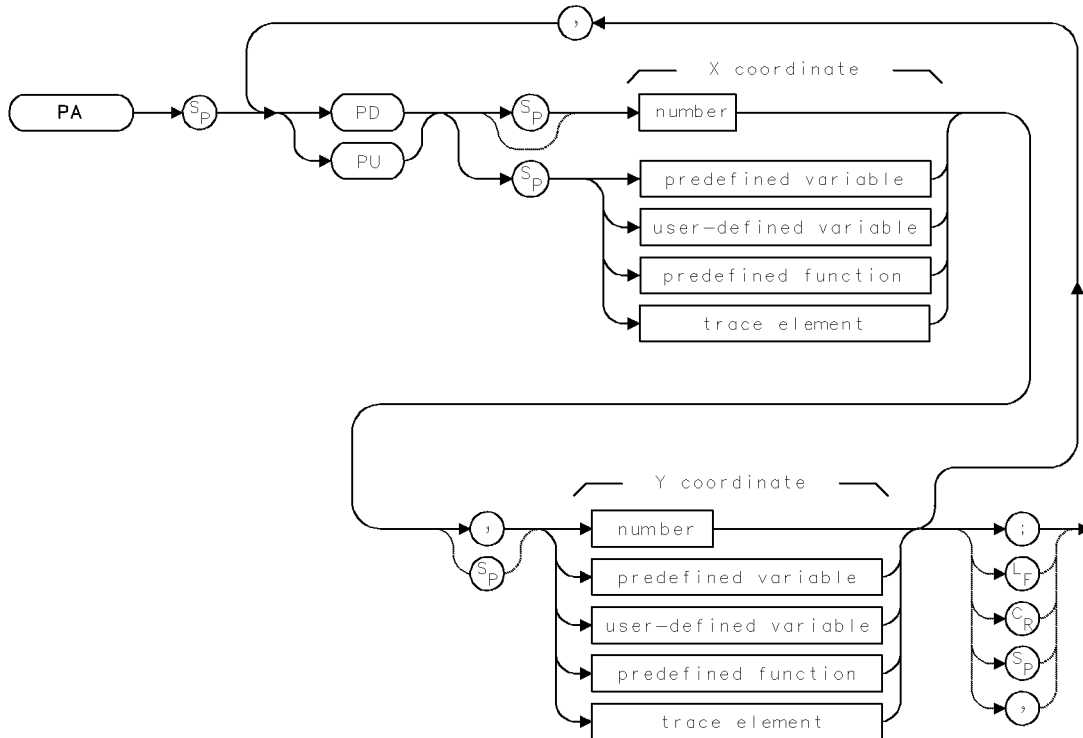 ,
X coordinate
PA
SP
PD
SP
number
PU
SP
predefined variable
user-defined variable
predefined function
trace element
Y coordinate
,
number
;
SP
predefined variable
LF
user-defined variable
CR
predefined function
SP
trace element
,